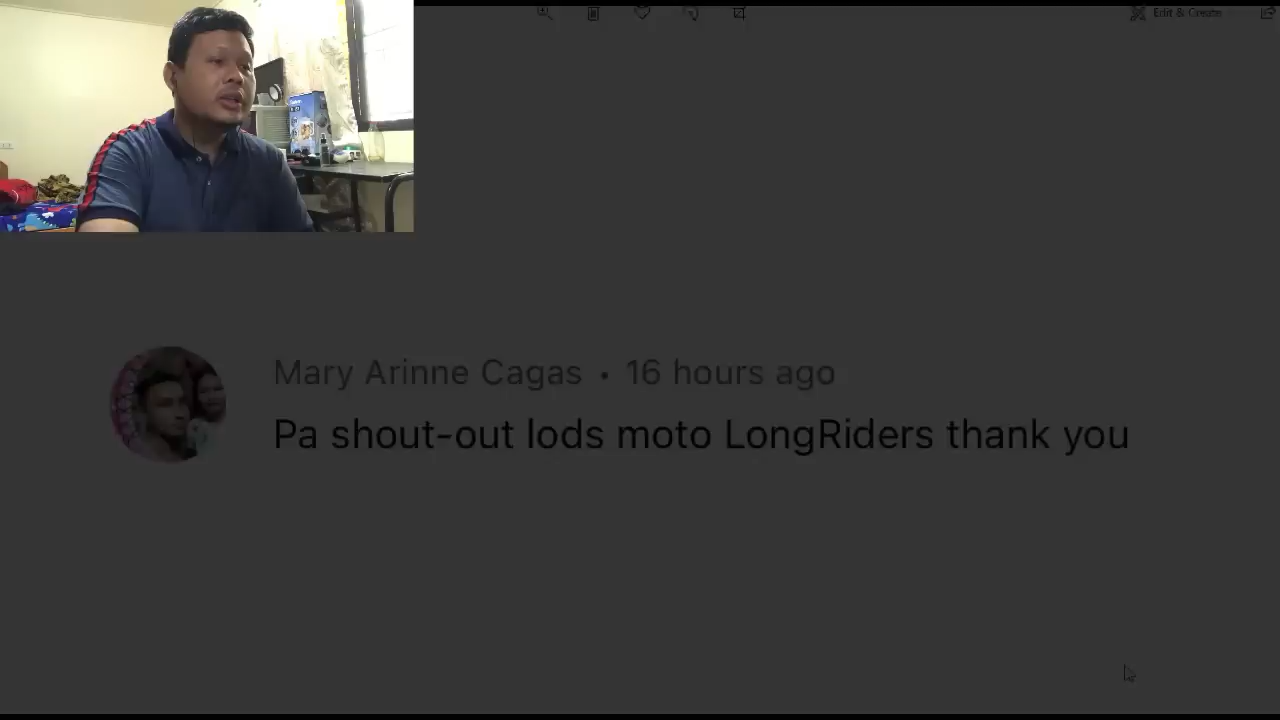 Edit & Create
Mary Arinne Cagas • 16 hours ago
Pa shout-out lods moto LongRiders thank you